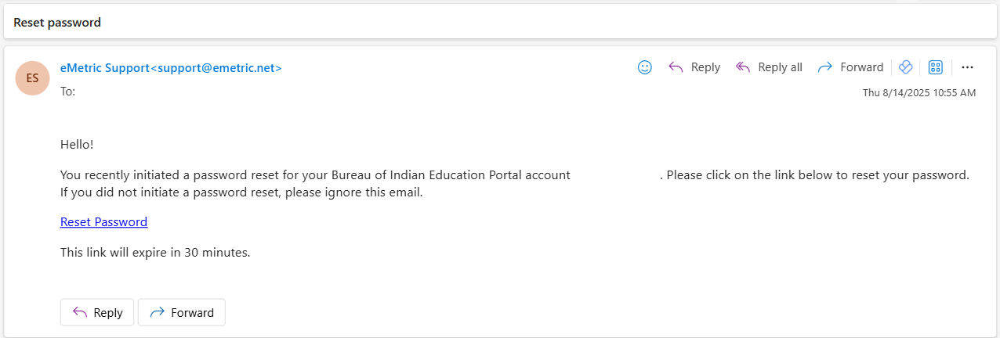 Reset password
ES
eMetric Support<support@emetric.net>
Reply
Reply all
Forward
To:
Thu 8/14/2025 10:55 AM
Hello!
You recently initiated a password reset for your Bureau of Indian Education Portal account . Please click on the link below to reset your password.
If you did not initiate a password reset, please ignore this email.
Reset Password
This link will expire in 30 minutes.
Reply
Forward